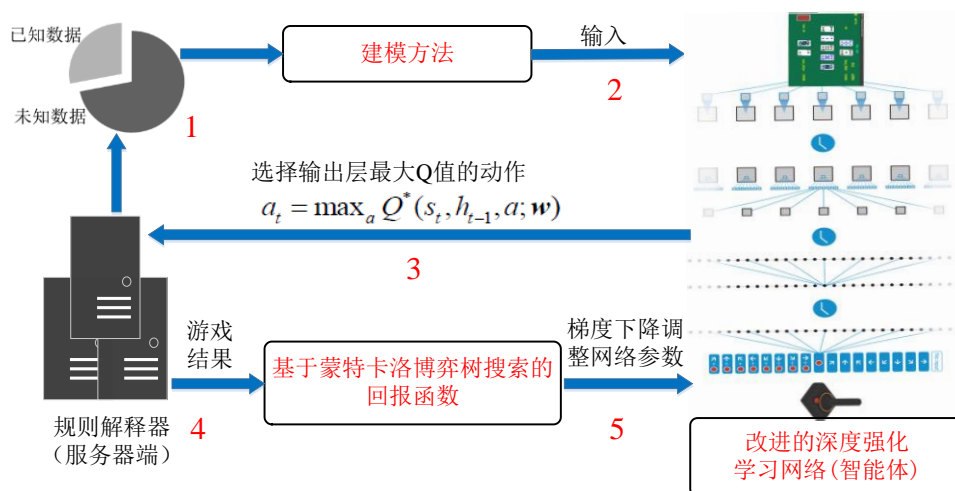 已知数据
未知数据
1
建模方法
输入
2
选择输出层最大Q值的动作
a_t = max_a Q^*(s_t, h_{t-1}, a; w)
3
游戏
结果
4
基于蒙特卡洛博弈树搜索的
回报函数
梯度下降调
整网络参数
5
规则解释器
（服务器端）
改进的深度强化
学习网络(智能体)